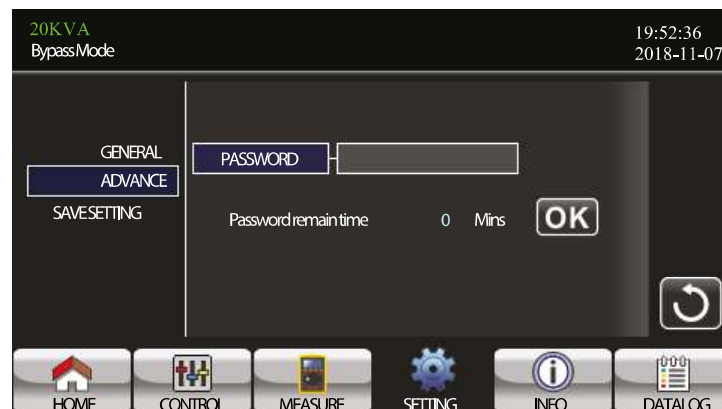 20KVA
Bypass Mode
19:52:36
2018-11-07
GENERAL
ADVANCE
SAVE SETTING
PASSWORD
Password remain time 0 Mins OK
HOME CONTROL MEASURE SETTING INFO DATALOG